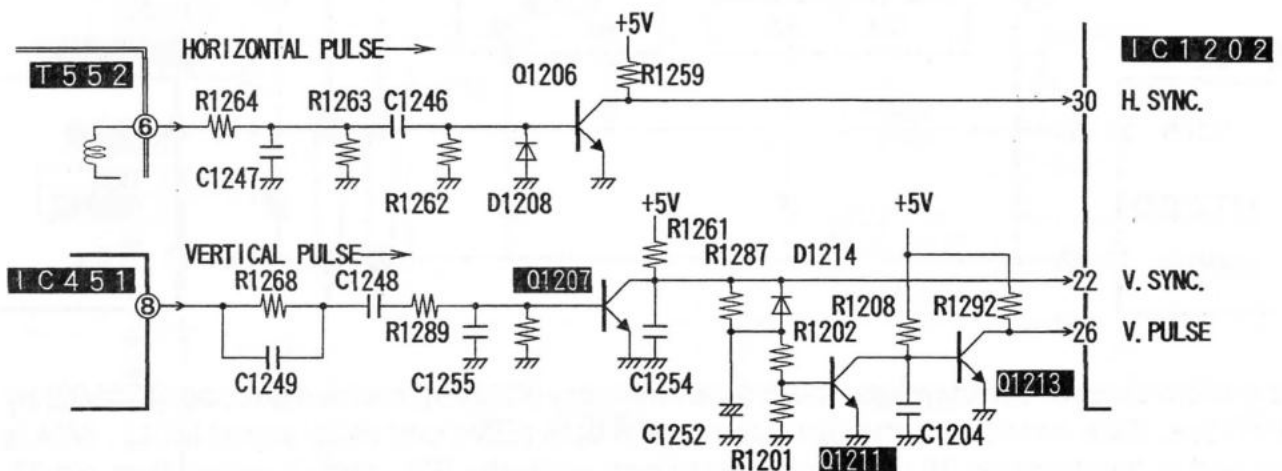 HORIZONTAL PULSE
+5V
IC1202
T552
Q1206
R1259
R1264
R1263
C1246
6
30
H.SYNC.
C1247
R1262
D1208
+5V
+5V
R1261
VERTICAL PULSE
R1287
D1214
IC451
R1268
C1248
Q1207
22
V.SYNC.
8
R1208
R1292
R1289
R1202
26
V.PULSE
C1249
C1255
C1254
Q1213
C1252
C1204
R1201
Q1211